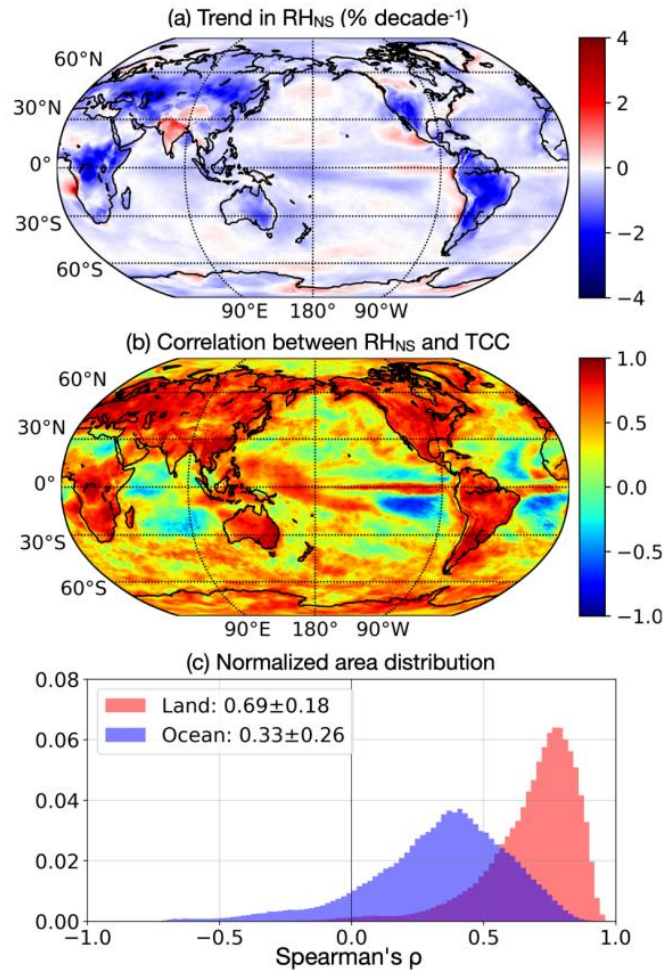 (a) Trend in RHNS (% decade-1)
60°N
30°N
0°
30°S
60°S
90°E 180° 90°W
4
2
0
−2
−4
(b) Correlation between RHNS and TCC
60°N
30°N
0°
30°S
60°S
90°E 180° 90°W
1.0
0.5
0.0
−0.5
−1.0
(c) Normalized area distribution
0.08
0.06
0.04
0.02
0.00
Land: 0.69±0.18
Ocean: 0.33±0.26
−1.0 −0.5 0.0 0.5 1.0
Spearman's ρ